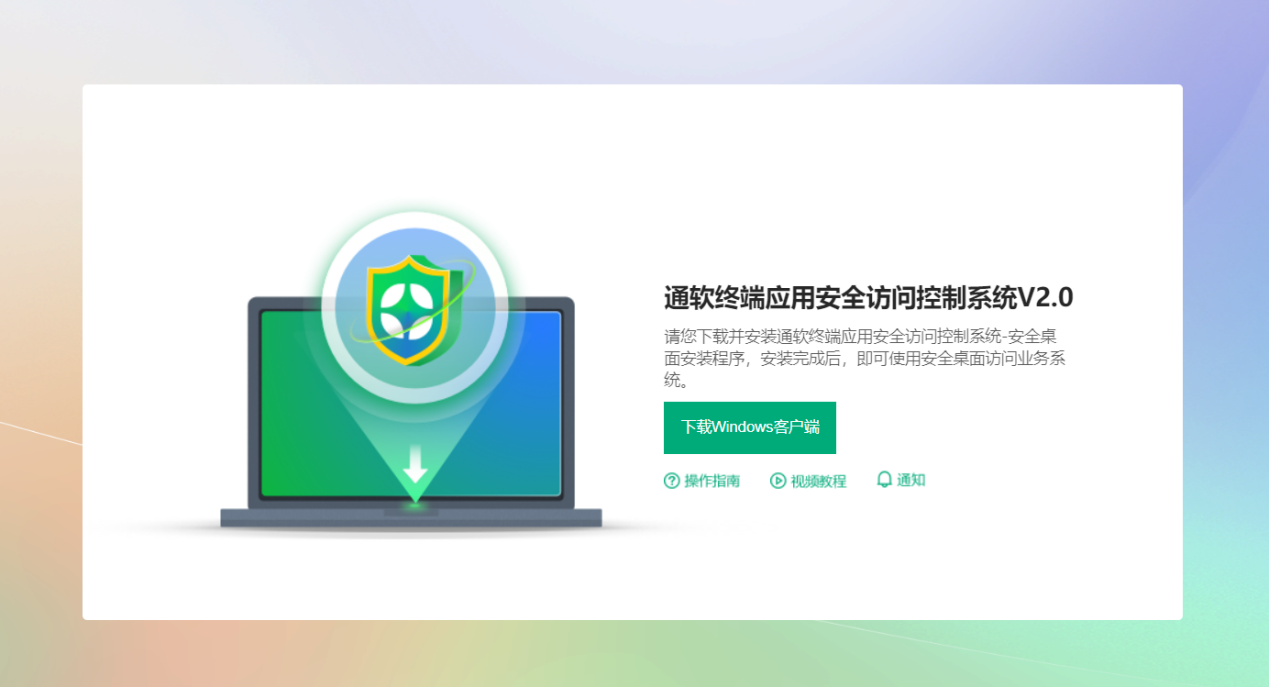 通软终端应用安全访问控制系统V2.0
请您下载并安装通软终端应用安全访问控制系统-安全桌
面安装程序，安装完成后，即可使用安全桌面访问业务系
统。
下载Windows客户端
操作指南 视频教程 通知